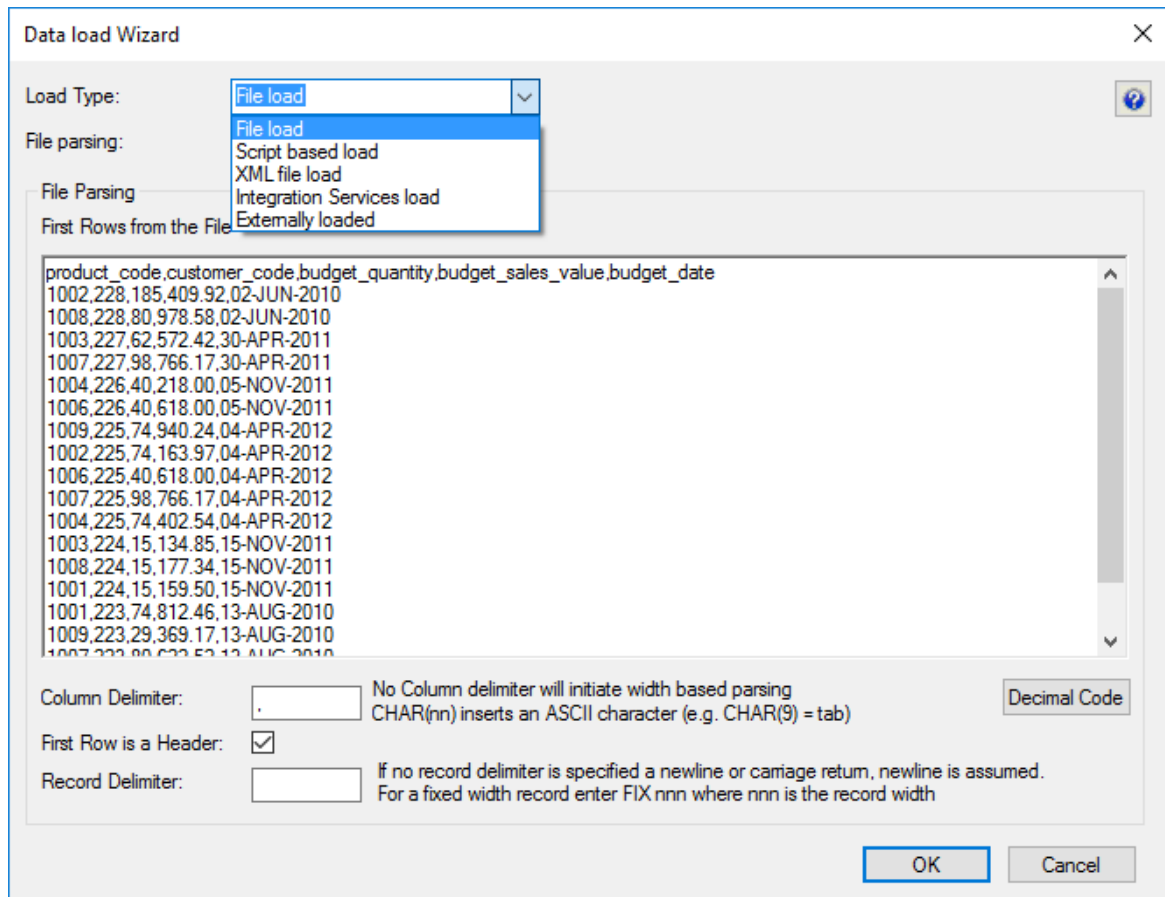 Data load Wizard
Load Type:
File load
File load
Script based load
XML file load
Integration Services load
Externally loaded
File parsing:
File Parsing
First Rows from the File
product_code,customer_code,budget_quantity,budget_sales_value,budget_date
1002,228,185,409.92,02-JUN-2010
1008,228,80,978.58,02-JUN-2010
1003,227,62,572.42,30-APR-2011
1007,227,98,766.17,30-APR-2011
1004,226,40,218.00,05-NOV-2011
1006,226,40,618.00,05-NOV-2011
1009,225,74,940.24,04-APR-2012
1002,225,74,163.97,04-APR-2012
1006,225,40,618.00,04-APR-2012
1007,225,98,766.17,04-APR-2012
1004,225,74,402.54,04-APR-2012
1003,224,15,134.85,15-NOV-2011
1008,224,15,177.34,15-NOV-2011
1001,224,15,159.50,15-NOV-2011
1001,223,74,812.46,13-AUG-2010
1009,223,29,369.17,13-AUG-2010
Column Delimiter:
,
No Column delimiter will initiate width based parsing
CHAR(nn) inserts an ASCII character (e.g. CHAR(9) = tab)
Decimal Code
First Row is a Header:
Record Delimiter:
If no record delimiter is specified a newline or carriage return, newline is assumed.
For a fixed width record enter FIX nnn where nnn is the record width
OK
Cancel